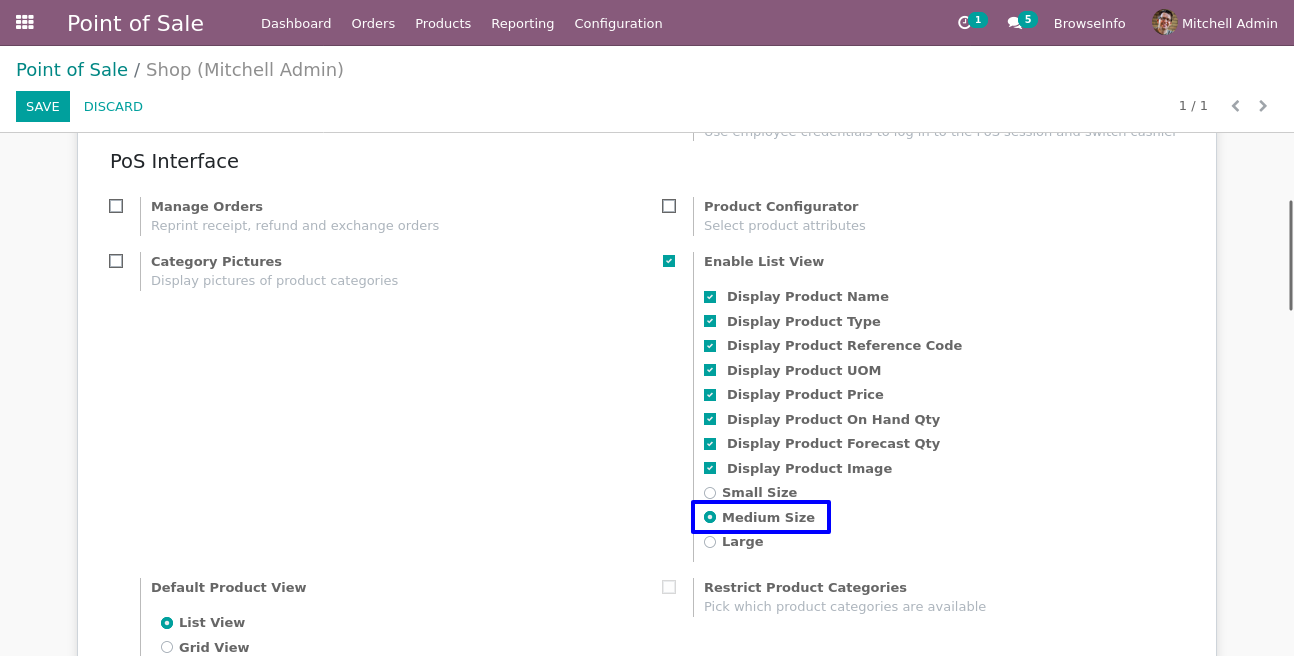 Point of Sale Dashboard Orders Products Reporting Configuration 1 5 BrowseInfo Mitchell Admin
Point of Sale / Shop (Mitchell Admin)
SAVE DISCARD 1 / 1
Use employee credentials to log in to the PoS session and switch cashier
PoS Interface
Manage Orders
Reprint receipt, refund and exchange orders
Product Configurator
Select product attributes
Category Pictures
Display pictures of product categories
Enable List View
Display Product Name
Display Product Type
Display Product Reference Code
Display Product UOM
Display Product Price
Display Product On Hand Qty
Display Product Forecast Qty
Display Product Image
Small Size
Medium Size
Large
Default Product View
List View
Grid View
Restrict Product Categories
Pick which product categories are available